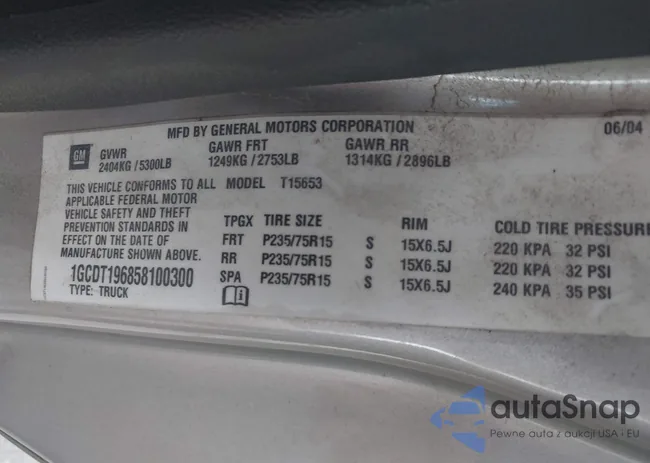 MFD BY GENERAL MOTORS CORPORATION 06/04
GM GVWR GAWR FRT GAWR RR
2404KG/5300LB 1249KG/2753LB 1314KG/2896LB
THIS VEHICLE CONFORMS TO ALL MODEL T15653
APPLICABLE FEDERAL MOTOR
VEHICLE SAFETY AND THEFT
PREVENTION STANDARDS IN
EFFECT ON THE DATE OF
MANUFACTURE SHOWN ABOVE.
1GCDT196858100300
TYPE: TRUCK
TPGX TIRE SIZE RIM COLD TIRE PRESSURE
FRT P235/75R15 S 15X6.5J 220 KPA 32 PSI
RR P235/75R15 S 15X6.5J 220 KPA 32 PSI
SPA P235/75R15 S 15X6.5J 240 KPA 35 PSI
autaSnap
Pewne auta z aukcji USA i EU